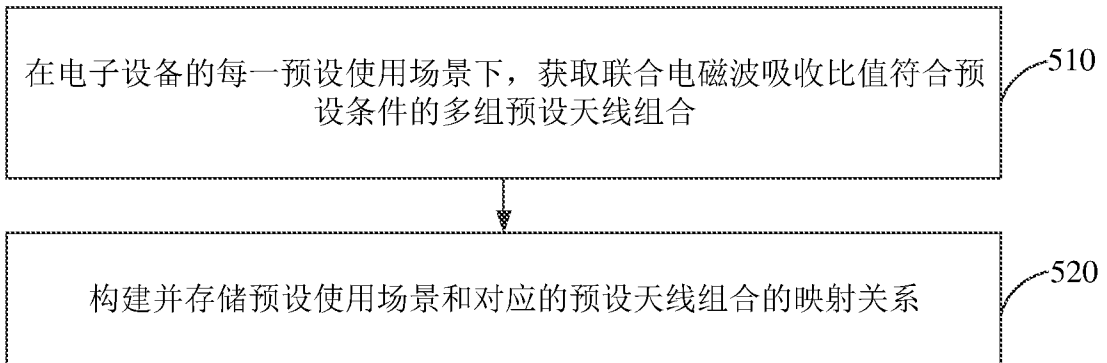 在电子设备的每一预设使用场景下，获取联合电磁波吸收比值符合预
设条件的多组预设天线组合
510
构建并存储预设使用场景和对应的预设天线组合的映射关系
520